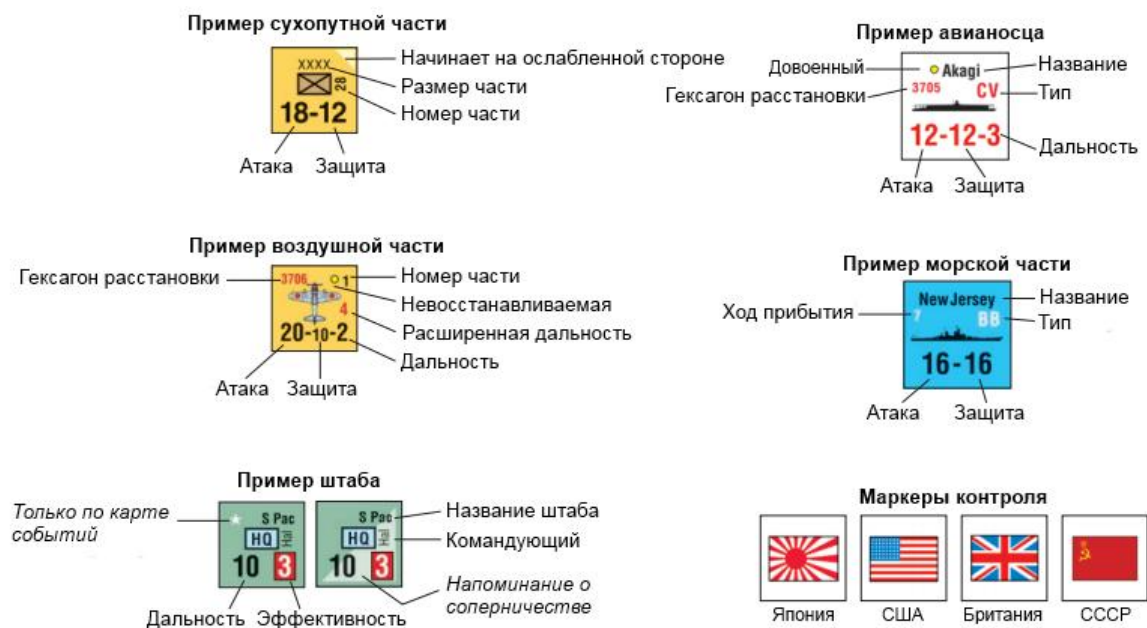 Пример сухопутной части
XXXX
28
18-12
Начинает на ослабленной стороне
Размер части
Номер части
Атака Защита
Пример авианосца
Довоенный
Akagi
Название
Гексагон расстановки
3705
CV
Тип
12-12-3
Дальность
Атака Защита
Пример воздушной части
Гексагон расстановки
3706
1
Номер части
Невосстанавливаемая
4
Расширенная дальность
20-10-2
Дальность
Атака Защита
Пример морской части
New Jersey
Название
Ход прибытия
7
BB
Тип
16-16
Атака Защита
Пример штаба
Только по карте
событий
S Pac
HQ
Hal
10 3
S Pac
HQ
Hal
10 3
Название штаба
Командующий
Напоминание о
соперничестве
Дальность Эффективность
Маркеры контроля
Япония США Британия СССР